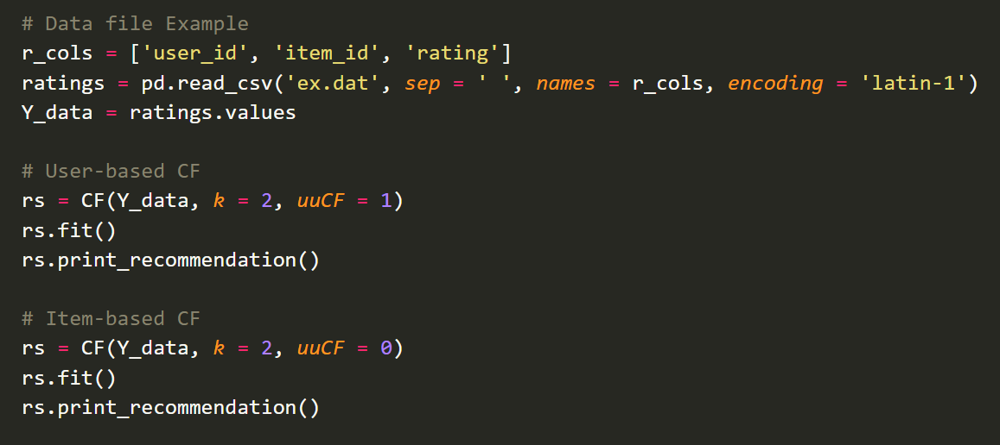 # Data file Example
r_cols = ['user_id', 'item_id', 'rating']
ratings = pd.read_csv('ex.dat', sep = ' ', names = r_cols, encoding = 'latin-1')
Y_data = ratings.values
# User-based CF
rs = CF(Y_data, k = 2, uuCF = 1)
rs.fit()
rs.print_recommendation()
# Item-based CF
rs = CF(Y_data, k = 2, uuCF = 0)
rs.fit()
rs.print_recommendation()